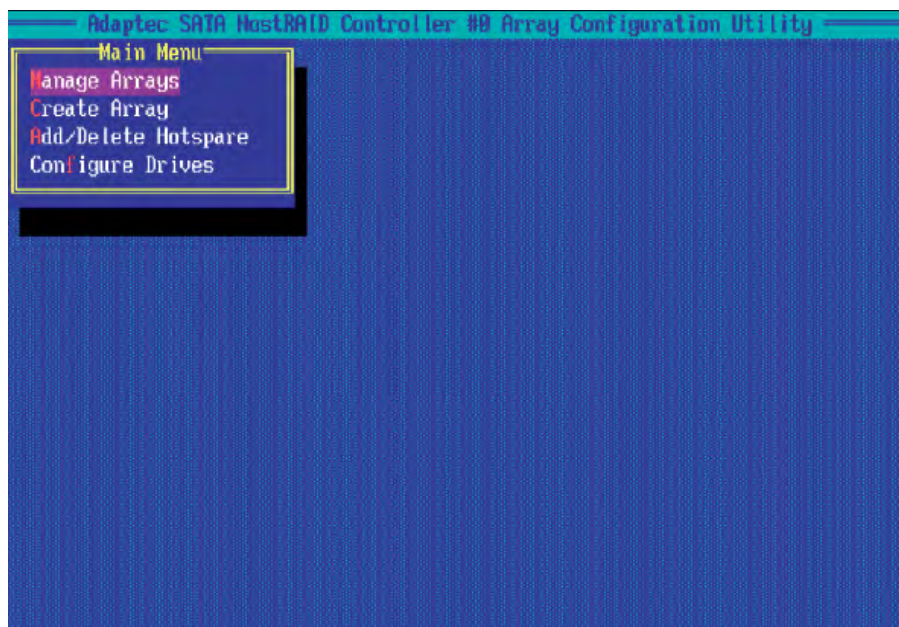 Adaptec SATA HostRAID Controller #0 Array Configuration Utility
Main Menu
Manage Arrays
Create Array
Add/Delete Hotspare
Configure Drives